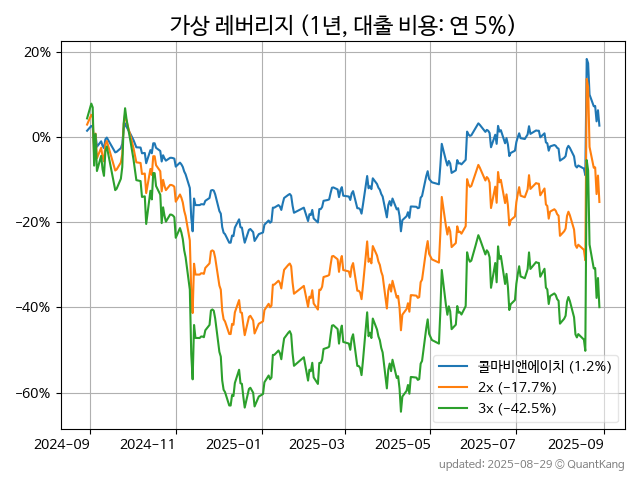 가상 레버리지 (1년, 대출 비용: 연 5%)
20%
0%
−20%
−40%
−60%
콜마비앤에이치 (1.2%)
2x (−17.7%)
3x (−42.5%)
2024-09 2024-11 2025-01 2025-03 2025-05 2025-07 2025-09
updated: 2025-08-29 © QuantKang